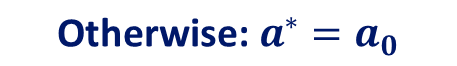 Otherwise: a* = a₀